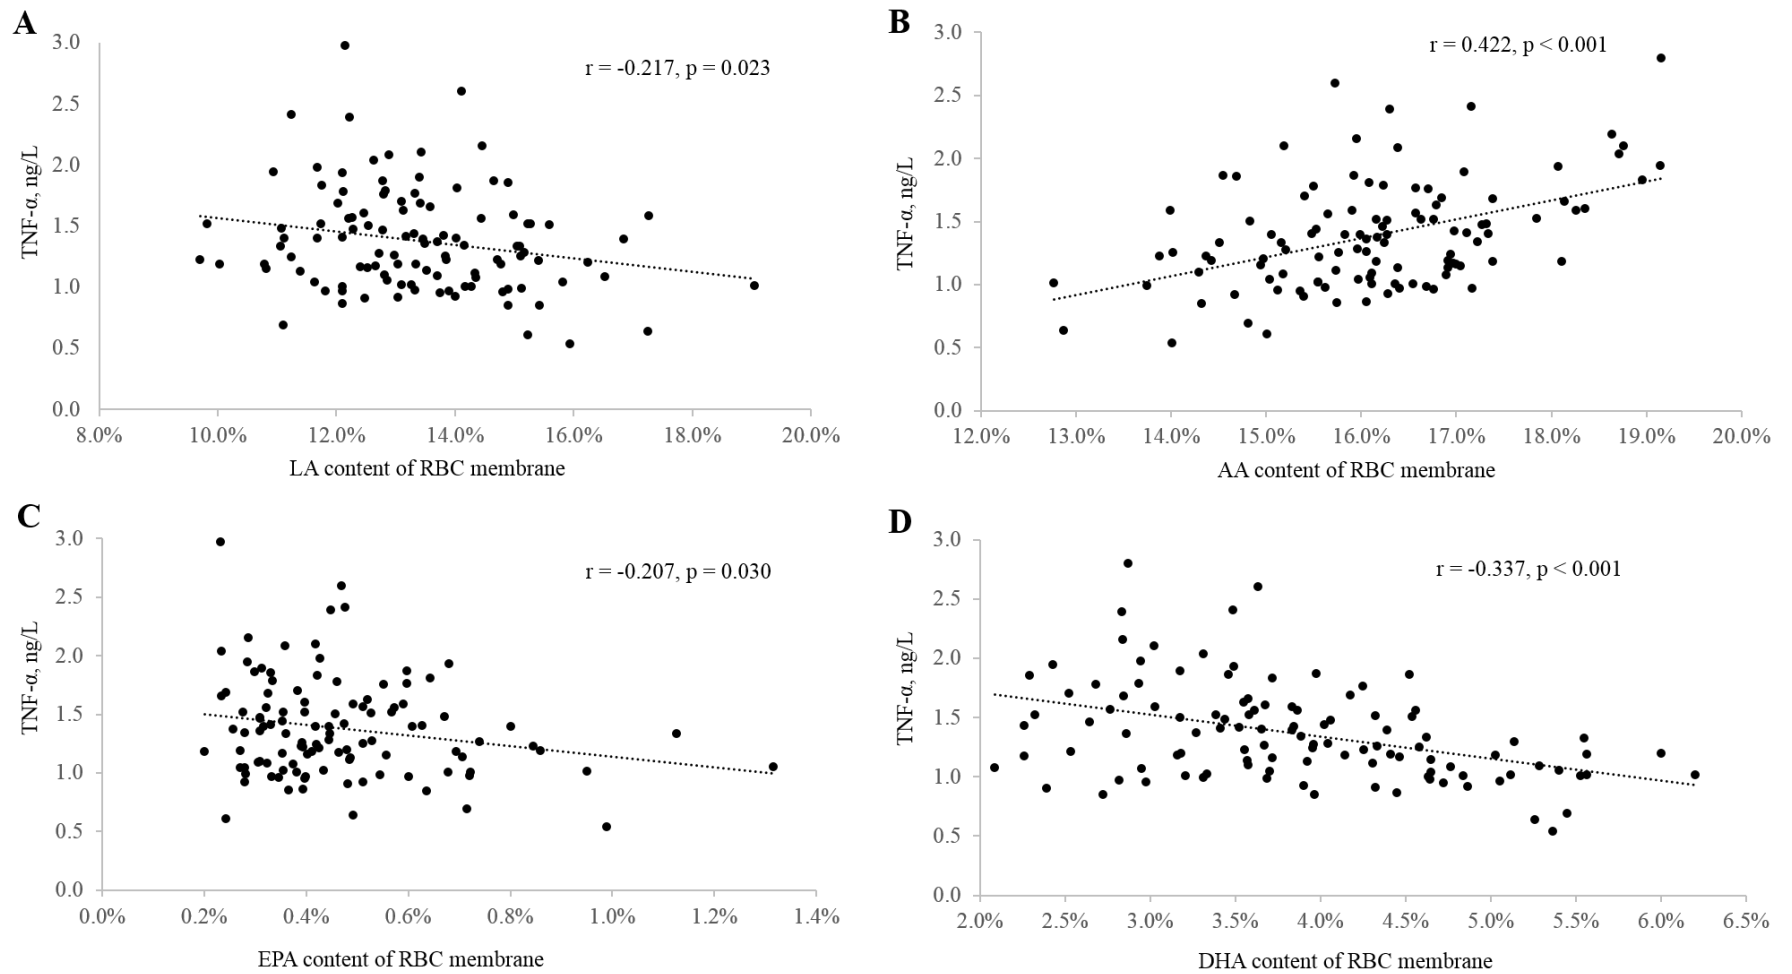 A
r = -0.217, p = 0.023
3.0
2.5
2.0
1.5
1.0
0.5
0.0
TNF-α, ng/L
8.0% 10.0% 12.0% 14.0% 16.0% 18.0% 20.0%
LA content of RBC membrane
B
r = 0.422, p < 0.001
3.0
2.5
2.0
1.5
1.0
0.5
0.0
TNF-α, ng/L
12.0% 13.0% 14.0% 15.0% 16.0% 17.0% 18.0% 19.0% 20.0%
AA content of RBC membrane
C
r = -0.207, p = 0.030
3.0
2.5
2.0
1.5
1.0
0.5
0.0
TNF-α, ng/L
0.0% 0.2% 0.4% 0.6% 0.8% 1.0% 1.2% 1.4%
EPA content of RBC membrane
D
r = -0.337, p < 0.001
3.0
2.5
2.0
1.5
1.0
0.5
0.0
TNF-α, ng/L
2.0% 2.5% 3.0% 3.5% 4.0% 4.5% 5.0% 5.5% 6.0% 6.5%
DHA content of RBC membrane